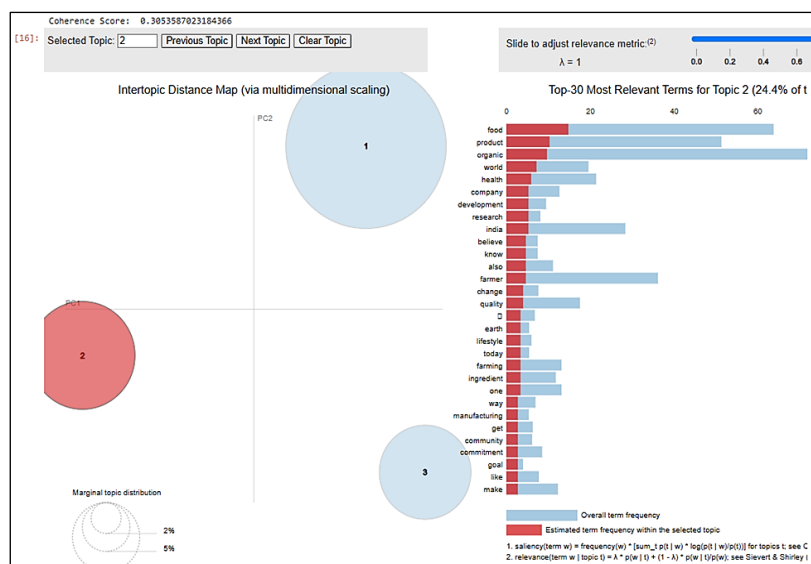 Coherence Score: 0.3053587023184366
[16]:
Selected Topic: 2 Previous Topic Next Topic Clear Topic
Slide to adjust relevance metric:(2)
λ = 1
0.0 0.2 0.4 0.6
Intertopic Distance Map (via multidimensional scaling)
PC2
PC1
1
2
3
Marginal topic distribution
2%
5%
Top-30 Most Relevant Terms for Topic 2 (24.4% of t
0 20 40 60
food
product
organic
world
health
company
development
research
india
believe
know
also
farmer
change
quality
earth
lifestyle
today
farming
ingredient
one
way
manufacturing
get
community
commitment
goal
like
make
Overall term frequency
Estimated term frequency within the selected topic
1. saliency(term w) = frequency(w) * [sum_t p(t | w) * log(p(t | w)/p(t))] for topics t; see C
2. relevance(term w | topic t) = λ * p(w | t) + (1 - λ) * p(w | t)/p(w); see Sievert & Shirley (